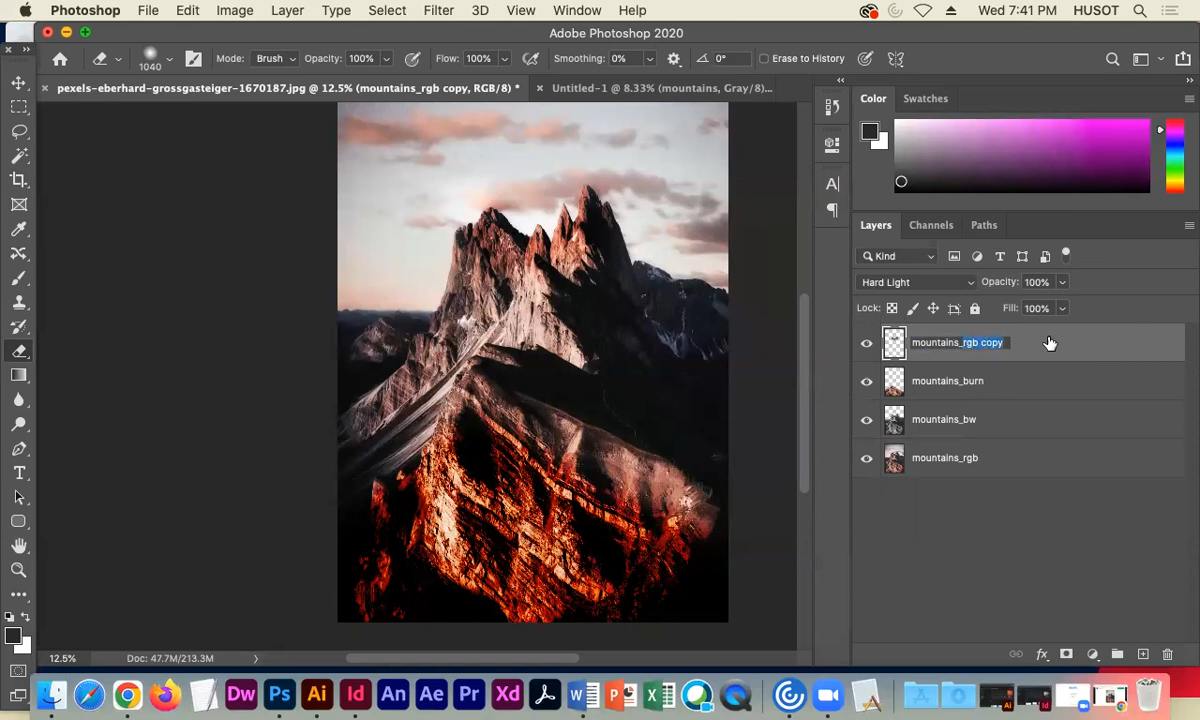 Photoshop File Edit Image Layer Type Select Filter 3D View Window Help Wed 7:41 PM HUSOT
Adobe Photoshop 2020
1040 Mode: Brush Opacity: 100% Flow: 100% Smoothing: 0% 0° Erase to History
pexels-eberhard-grossgasteiger-1670187.jpg @ 12.5% (mountains_rgb copy, RGB/8) * Untitled-1 @ 8.33% (mountains, Gray/8)...
Color Swatches
Layers Channels Paths
Kind
Hard Light Opacity: 100%
Lock: Fill: 100%
mountains_rgb copy
mountains_burn
mountains_bw
mountains_rgb
fx
12.5% Doc: 47.7M/213.3M
Dw Ps Ai Id An Ae Pr Xd W P X